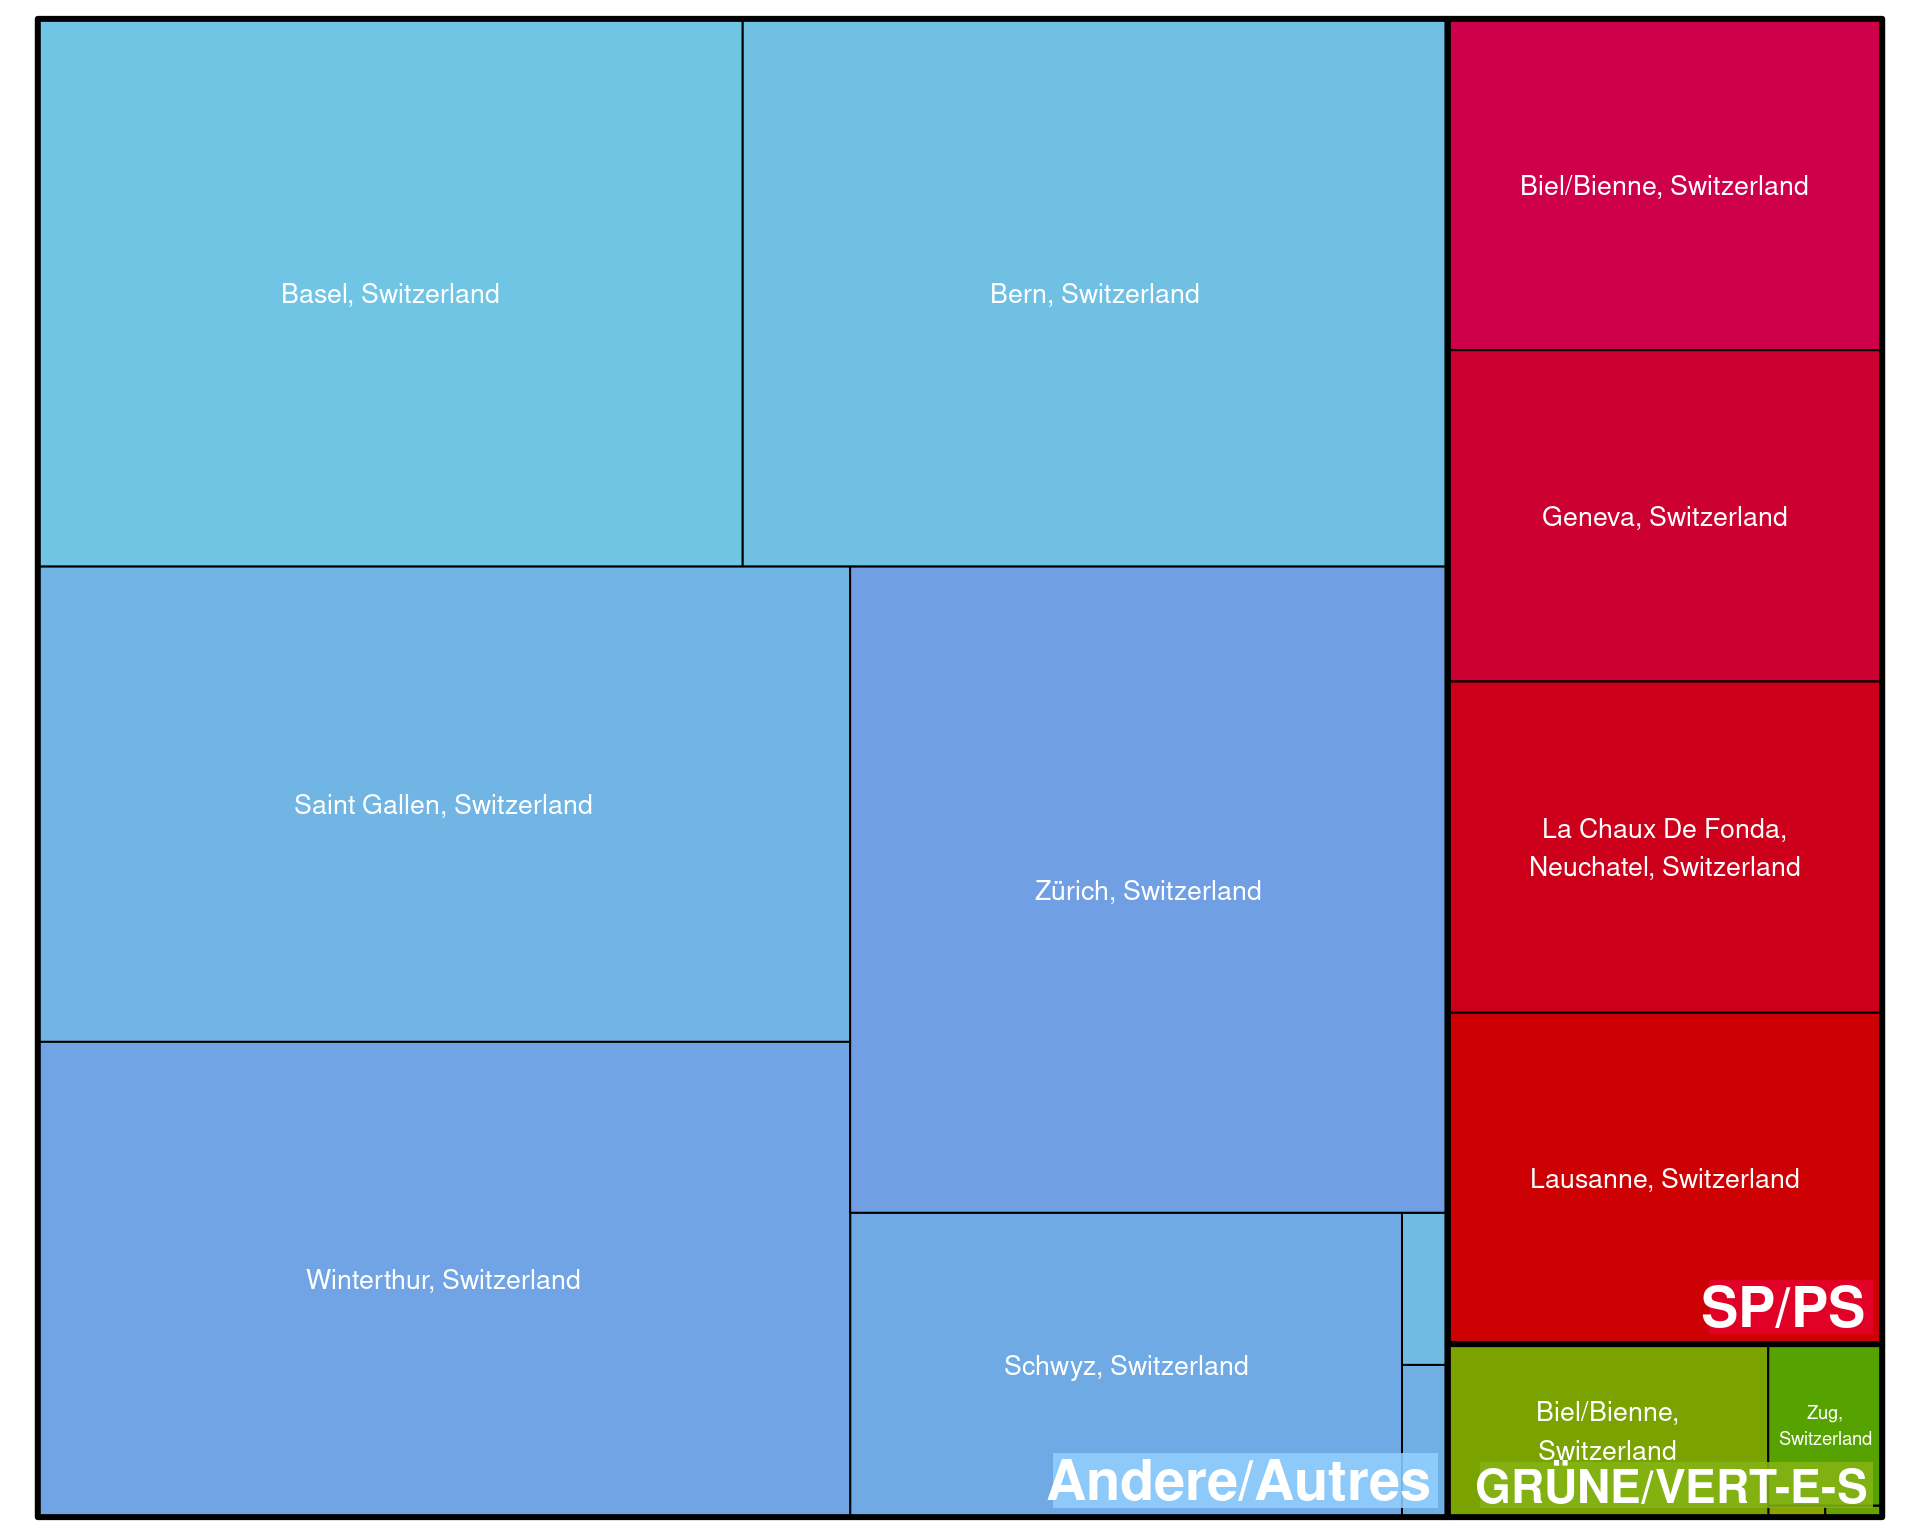 Basel, Switzerland
Bern, Switzerland
Saint Gallen, Switzerland
Zürich, Switzerland
Winterthur, Switzerland
Schwyz, Switzerland
Andere/Autres
Biel/Bienne, Switzerland
Geneva, Switzerland
La Chaux De Fonda,
Neuchatel, Switzerland
Lausanne, Switzerland
SP/PS
Biel/Bienne,
Switzerland
Zug,
Switzerland
GRÜNE/VERT-E-S